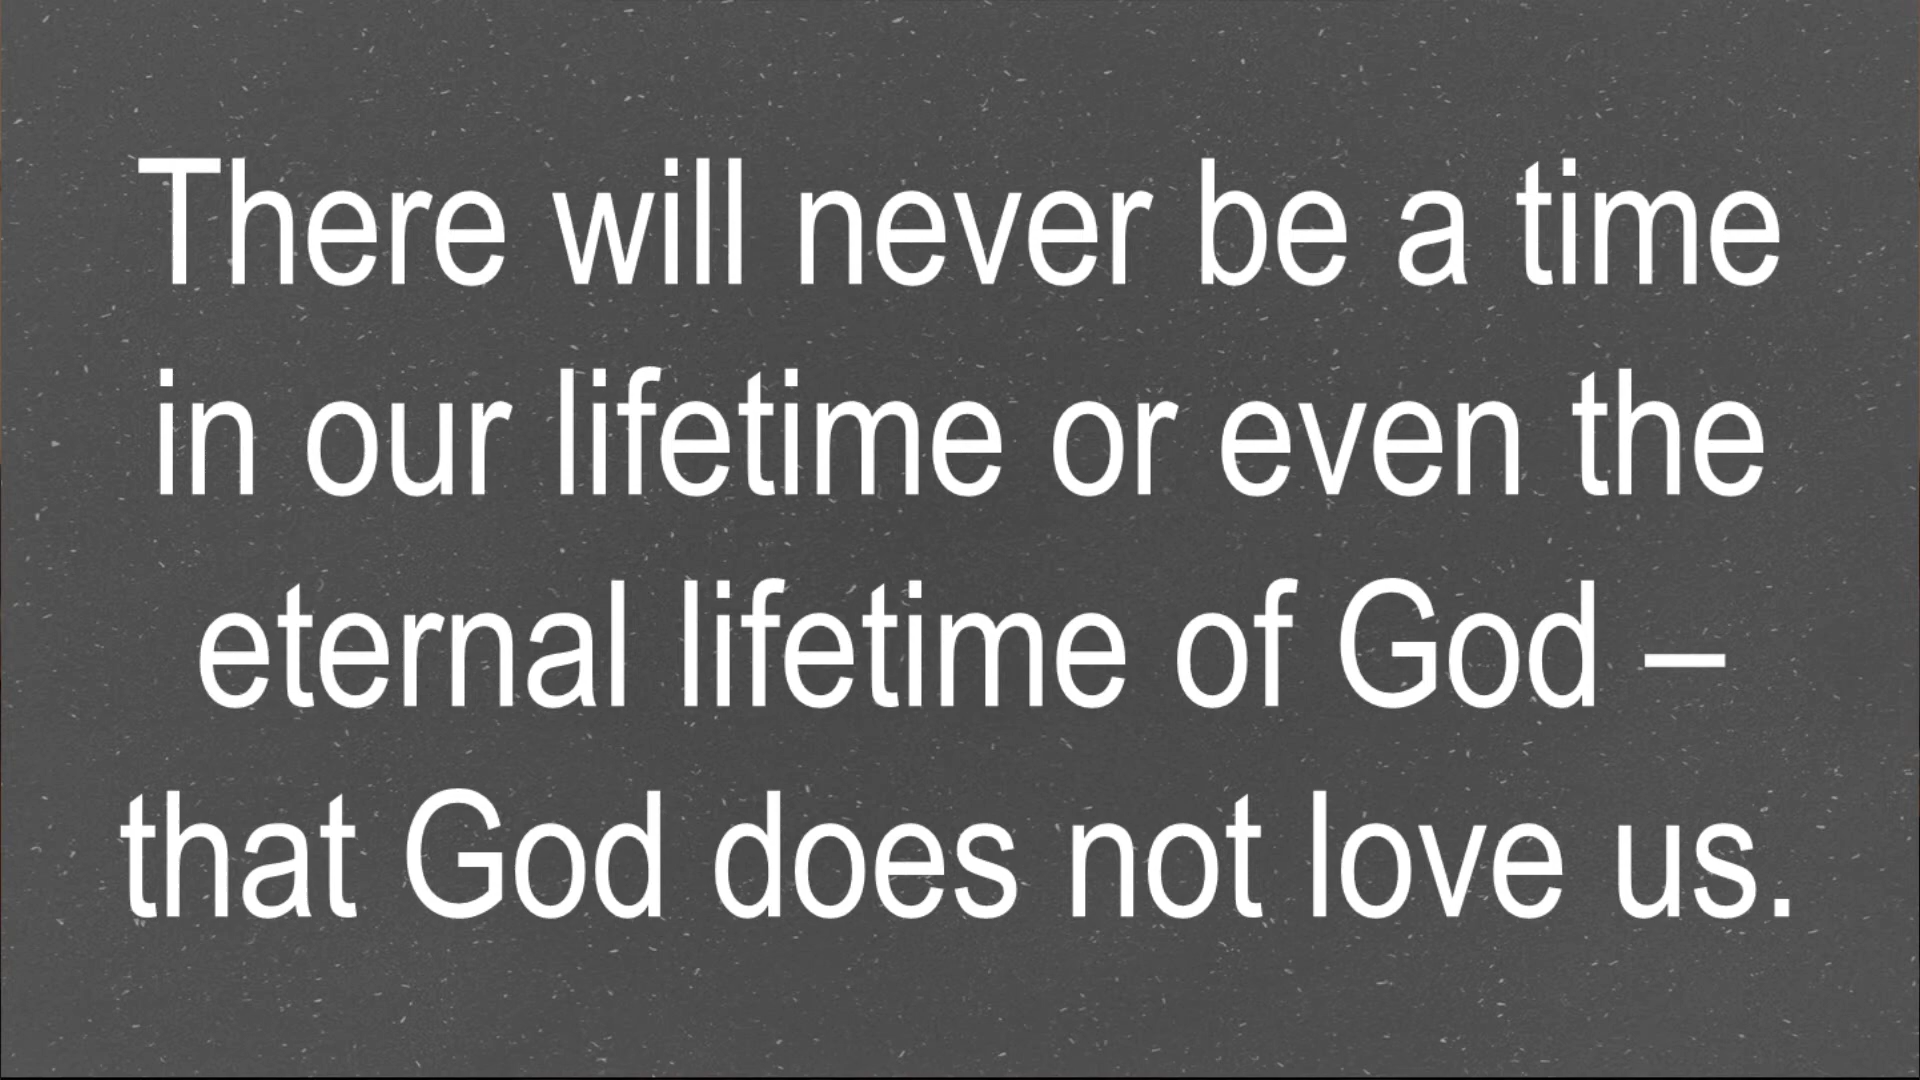 There will never be a time
in our lifetime or even the
eternal lifetime of God –
that God does not love us.